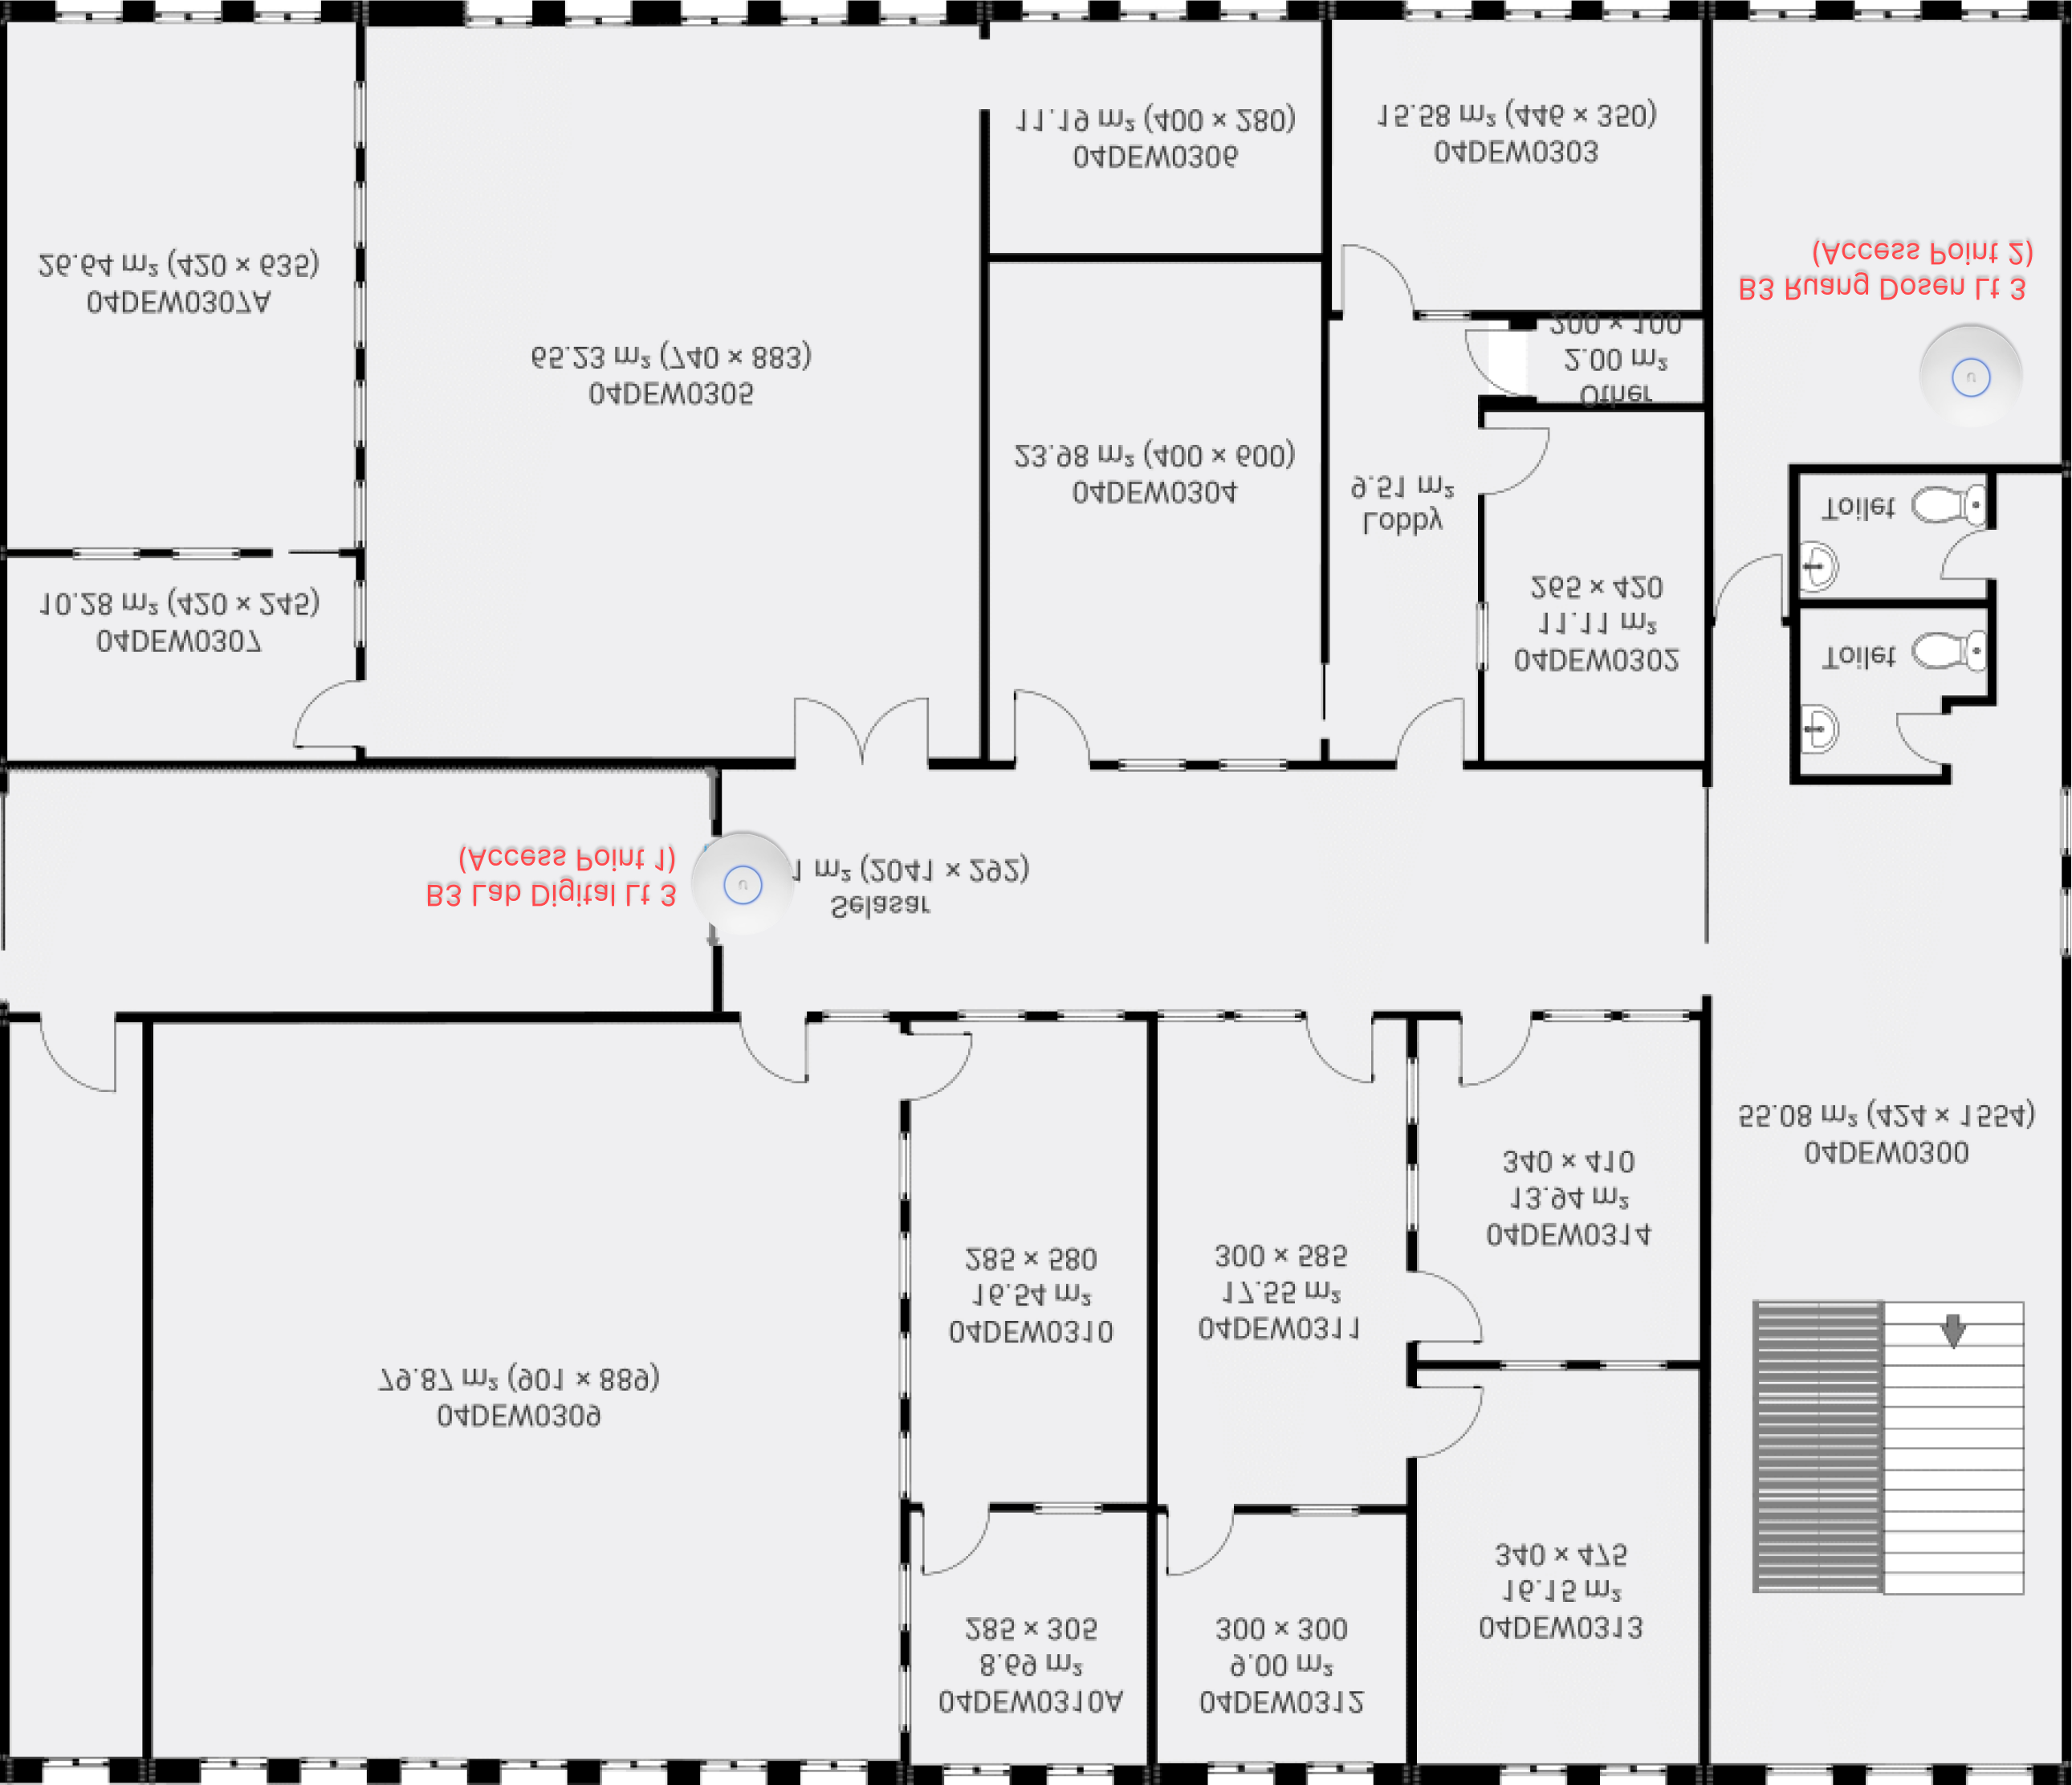 04DEW0310A
8.69 m²
285 × 305
04DEW0312
9.00 m²
300 × 300
04DEW0313
16.15 m²
340 × 475
04DEW0309
79.87 m² (901 × 889)
04DEW0310
16.54 m²
285 × 580
04DEW0311
17.55 m²
300 × 585
04DEW0314
13.94 m²
340 × 410
04DEW0300
55.08 m² (424 × 1554)
B3 Lab Digital Lt 3
(Access Point 1)
Selasar
m² (2041 × 292)
04DEW0307
10.28 m² (420 × 245)
04DEW0302
11.11 m²
265 × 420
Toilet
Toilet
Lobby
9.51 m²
04DEW0304
23.98 m² (400 × 600)
04DEW0305
65.23 m² (740 × 883)
Other
2.00 m²
200 × 100
04DEW0307A
26.64 m² (420 × 635)
B3 Ruang Dosen Lt 3
(Access Point 2)
04DEW0306
11.19 m² (400 × 280)
04DEW0303
15.58 m² (446 × 350)